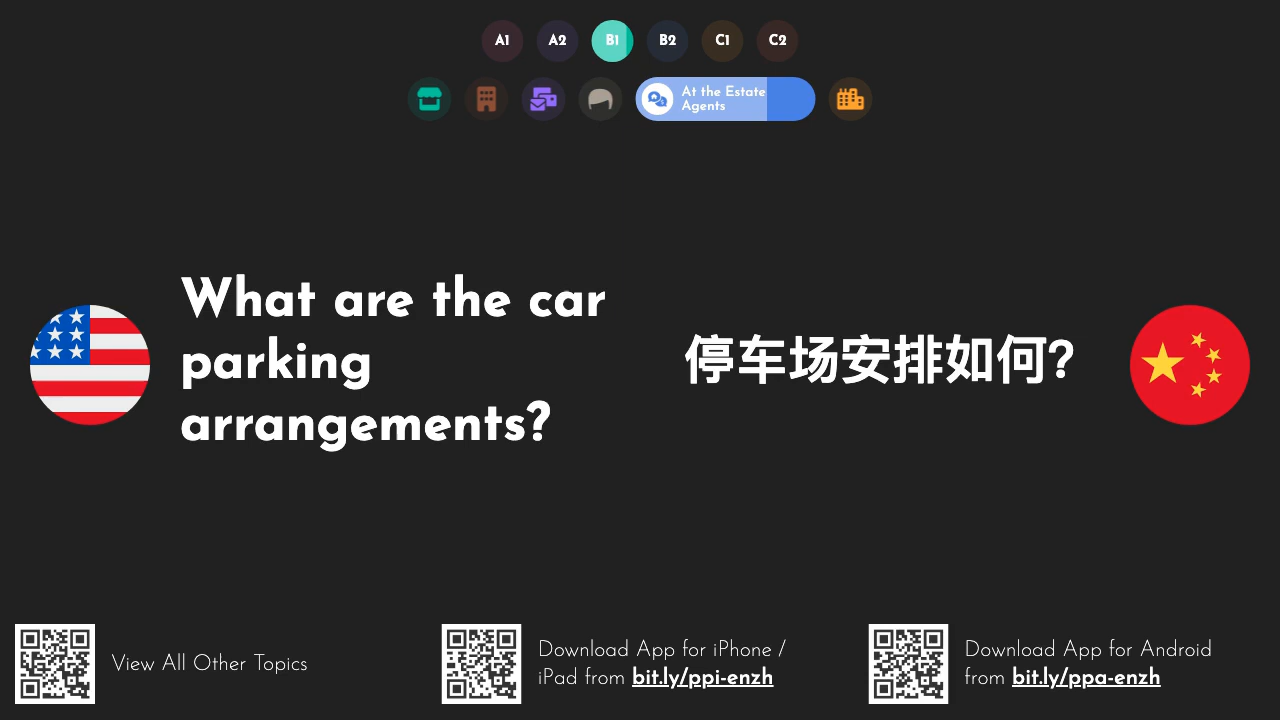 A1 A2 B1 B2 C1 C2
At the Estate
Agents
What are the car
parking
arrangements?
停车场安排如何?
View All Other Topics
Download App for iPhone /
iPad from bit.ly/ppi-enzh
Download App for Android
from bit.ly/ppa-enzh